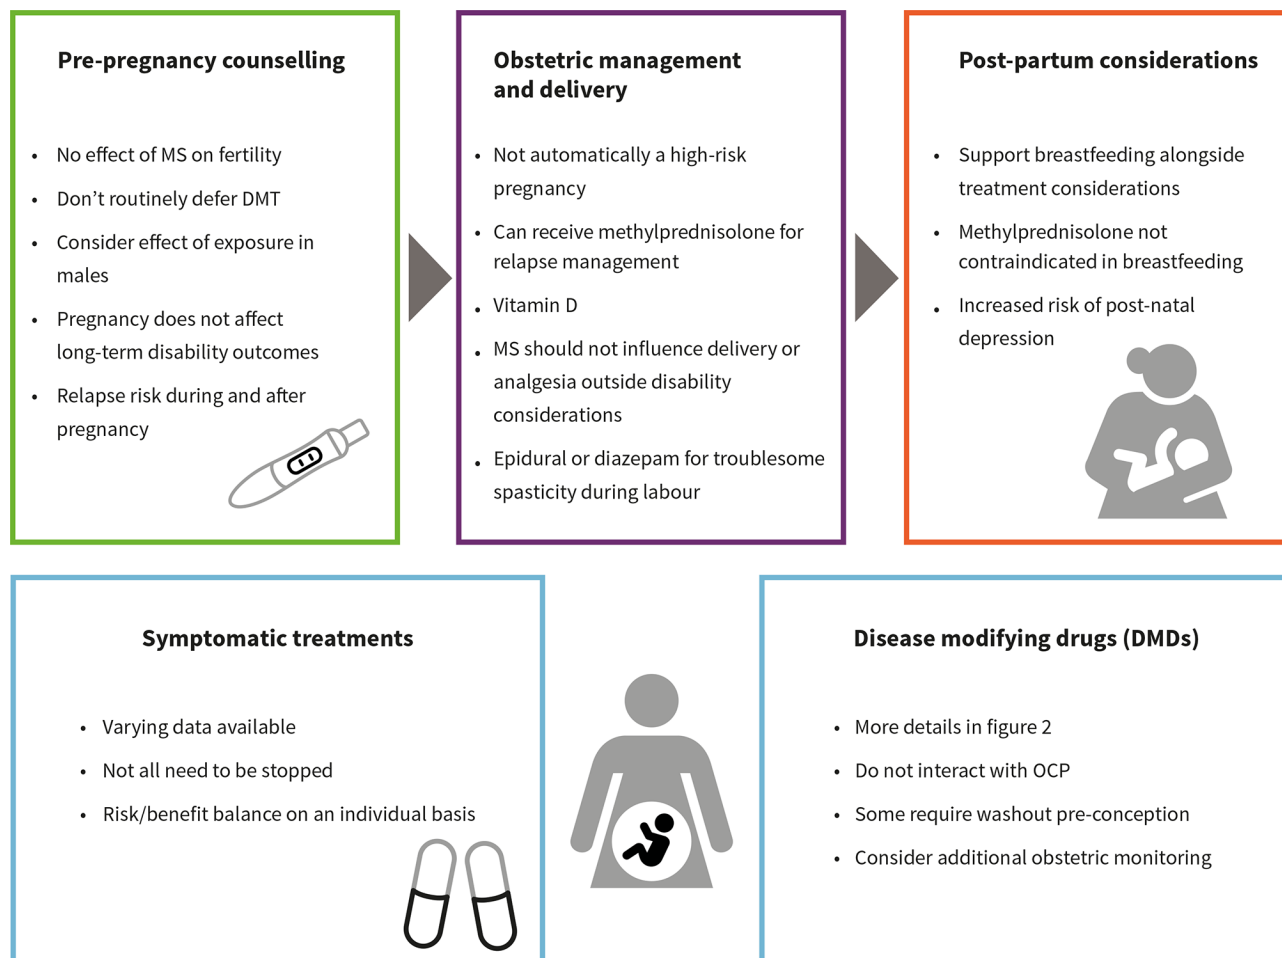 Pre-pregnancy counselling
• No effect of MS on fertility
• Don’t routinely defer DMT
• Consider effect of exposure in
males
• Pregnancy does not affect
long-term disability outcomes
• Relapse risk during and after
pregnancy
Obstetric management
and delivery
• Not automatically a high-risk
pregnancy
• Can receive methylprednisolone for
relapse management
• Vitamin D
• MS should not influence delivery or
analgesia outside disability
considerations
• Epidural or diazepam for troublesome
spasticity during labour
Post-partum considerations
• Support breastfeeding alongside
treatment considerations
• Methylprednisolone not
contraindicated in breastfeeding
• Increased risk of post-natal
depression
Symptomatic treatments
• Varying data available
• Not all need to be stopped
• Risk/benefit balance on an individual basis
Disease modifying drugs (DMDs)
• More details in figure 2
• Do not interact with OCP
• Some require washout pre-conception
• Consider additional obstetric monitoring